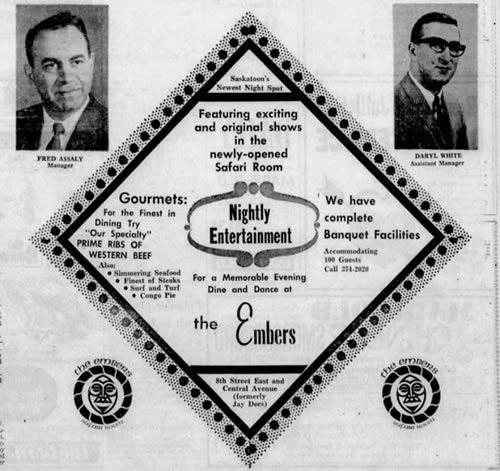 FRED ASSALY
Manager
DARYL WHITE
Assistant Manager
Saskatoon's
Newest Night Spot
Featuring exciting
and original shows
in the
newly-opened
Safari Room
Gourmets:
For the Finest in
Dining Try
"Our Specialty"
PRIME RIBS OF
WESTERN BEEF
Also:
• Simmering Seafood
• Finest of Steaks
• Surf and Turf
• Congo Pie
Nightly
Entertainment
We have
complete
Banquet Facilities
Accommodating
100 Guests
Call 374-2020
For a Memorable Evening
Dine and Dance at
the Embers
8th Street East and
Central Avenue
(formerly
Jay Dees)
the embers
safari room
the embers
safari room